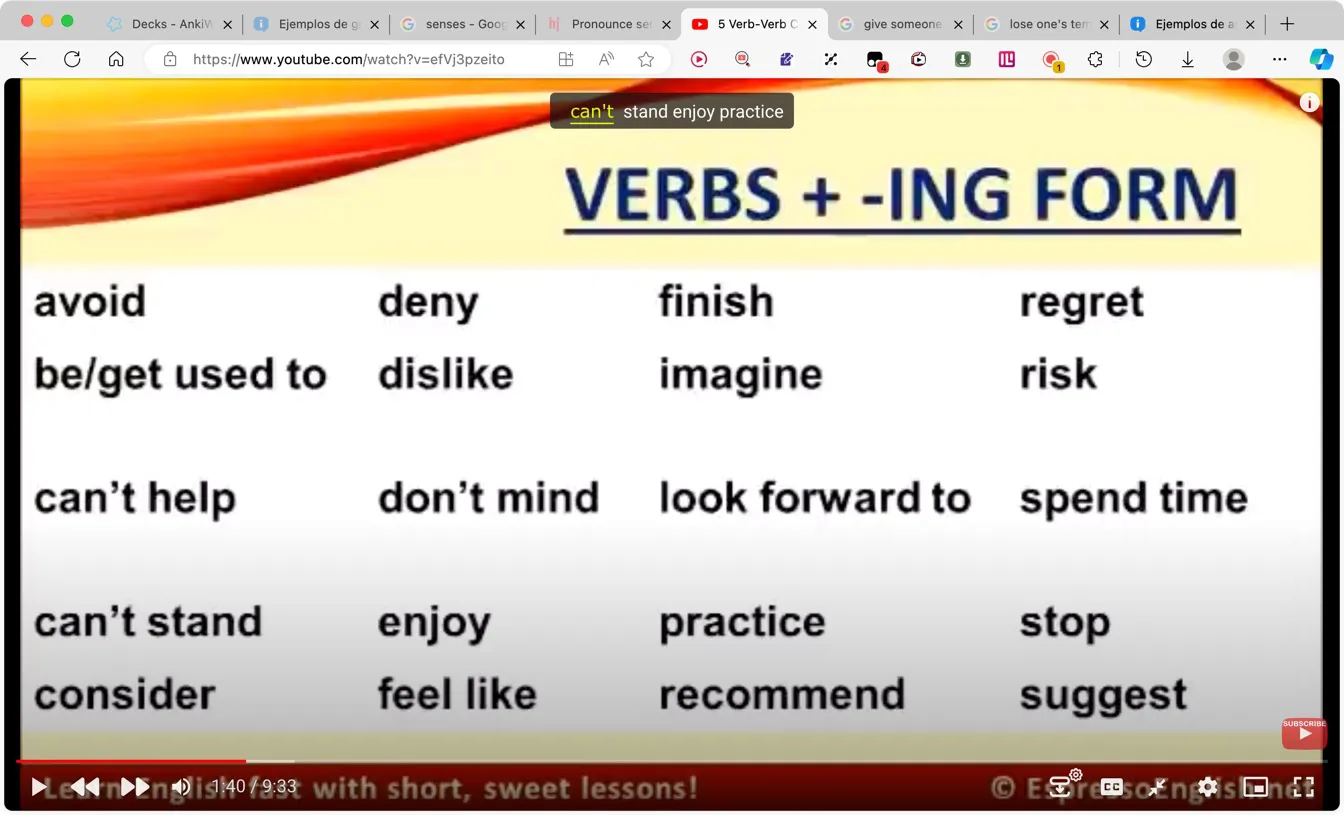 Decks - AnkiW
Ejemplos de g
senses - Goog
Pronounce ser
5 Verb-Verb C
give someone
lose one's tem
Ejemplos de a
https://www.youtube.com/watch?v=efVj3pzeito
4
1
can't stand enjoy practice
VERBS + -ING FORM
avoid deny finish regret
be/get used to dislike imagine risk
can't help don't mind look forward to spend time
can't stand enjoy practice stop
consider feel like recommend suggest
SUBSCRIBE
1:40 / 9:33
Learn English fast with short, sweet lessons!
© EspressoEnglish.net
CC